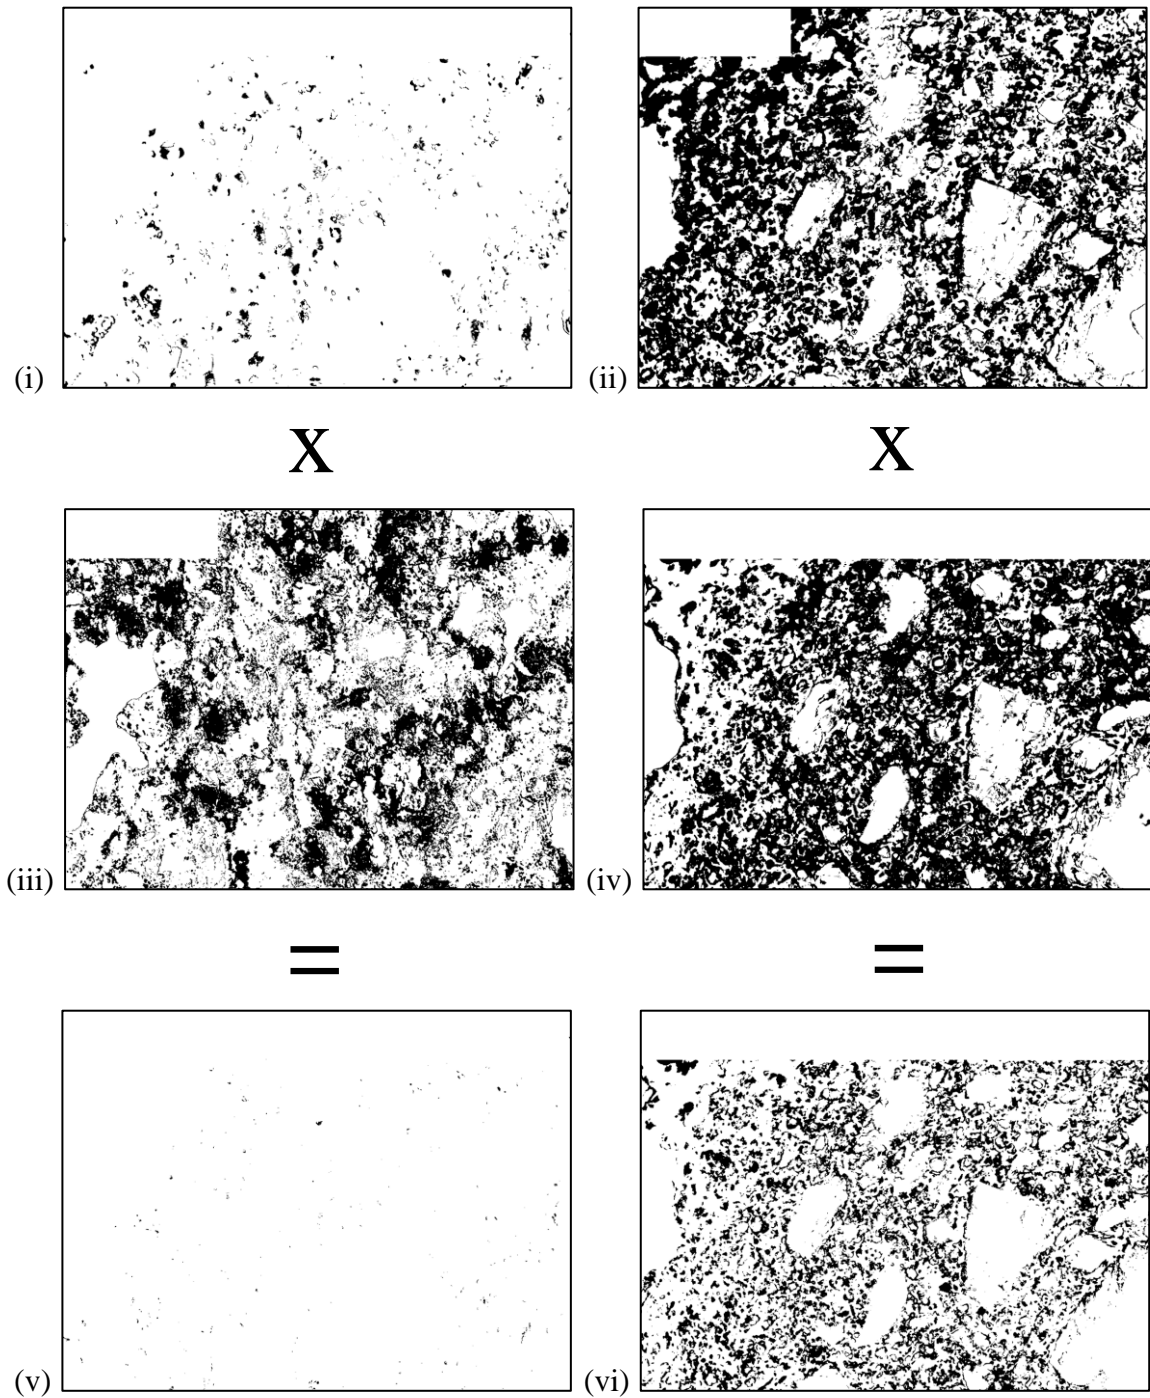 (i) (ii)
X X
(iii) (iv)
= =
(v) (vi)